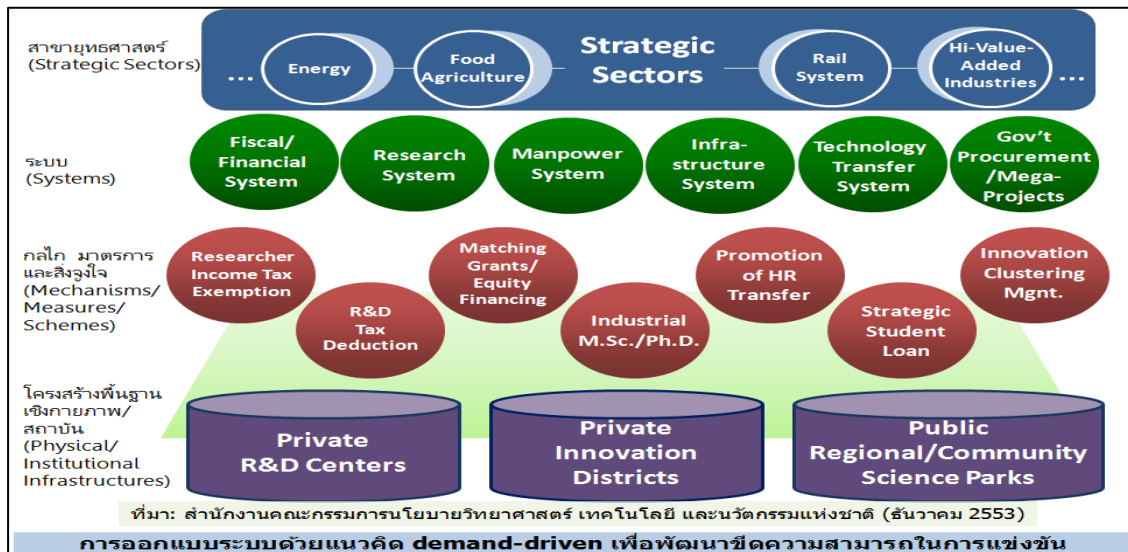 สาขายุทธศาสตร์
(Strategic Sectors)
...
Energy
Food
Agriculture
Strategic
Sectors
Rail
System
Hi-Value-
Added
Industries
...
ระบบ
(Systems)
Fiscal/
Financial
System
Research
System
Manpower
System
Infra-
structure
System
Technology
Transfer
System
Gov't
Procurement
/Mega-
Projects
กลไก มาตรการ
และสิ่งจูงใจ
(Mechanisms/
Measures/
Schemes)
Researcher
Income Tax
Exemption
R&D
Tax
Deduction
Matching
Grants/
Equity
Financing
Industrial
M.Sc./Ph.D.
Promotion
of HR
Transfer
Strategic
Student
Loan
Innovation
Clustering
Mgnt.
โครงสร้างพื้นฐาน
เชิงกายภาพ/
สถาบัน
(Physical/
Institutional
Infrastructures)
Private
R&D Centers
Private
Innovation
Districts
Public
Regional/Community
Science Parks
ที่มา: สำนักงานคณะกรรมการนโยบายวิทยาศาสตร์ เทคโนโลยี และนวัตกรรมแห่งชาติ (ธันวาคม 2553)
การออกแบบระบบด้วยแนวคิด demand-driven เพื่อพัฒนาขีดความสามารถในการแข่งขัน